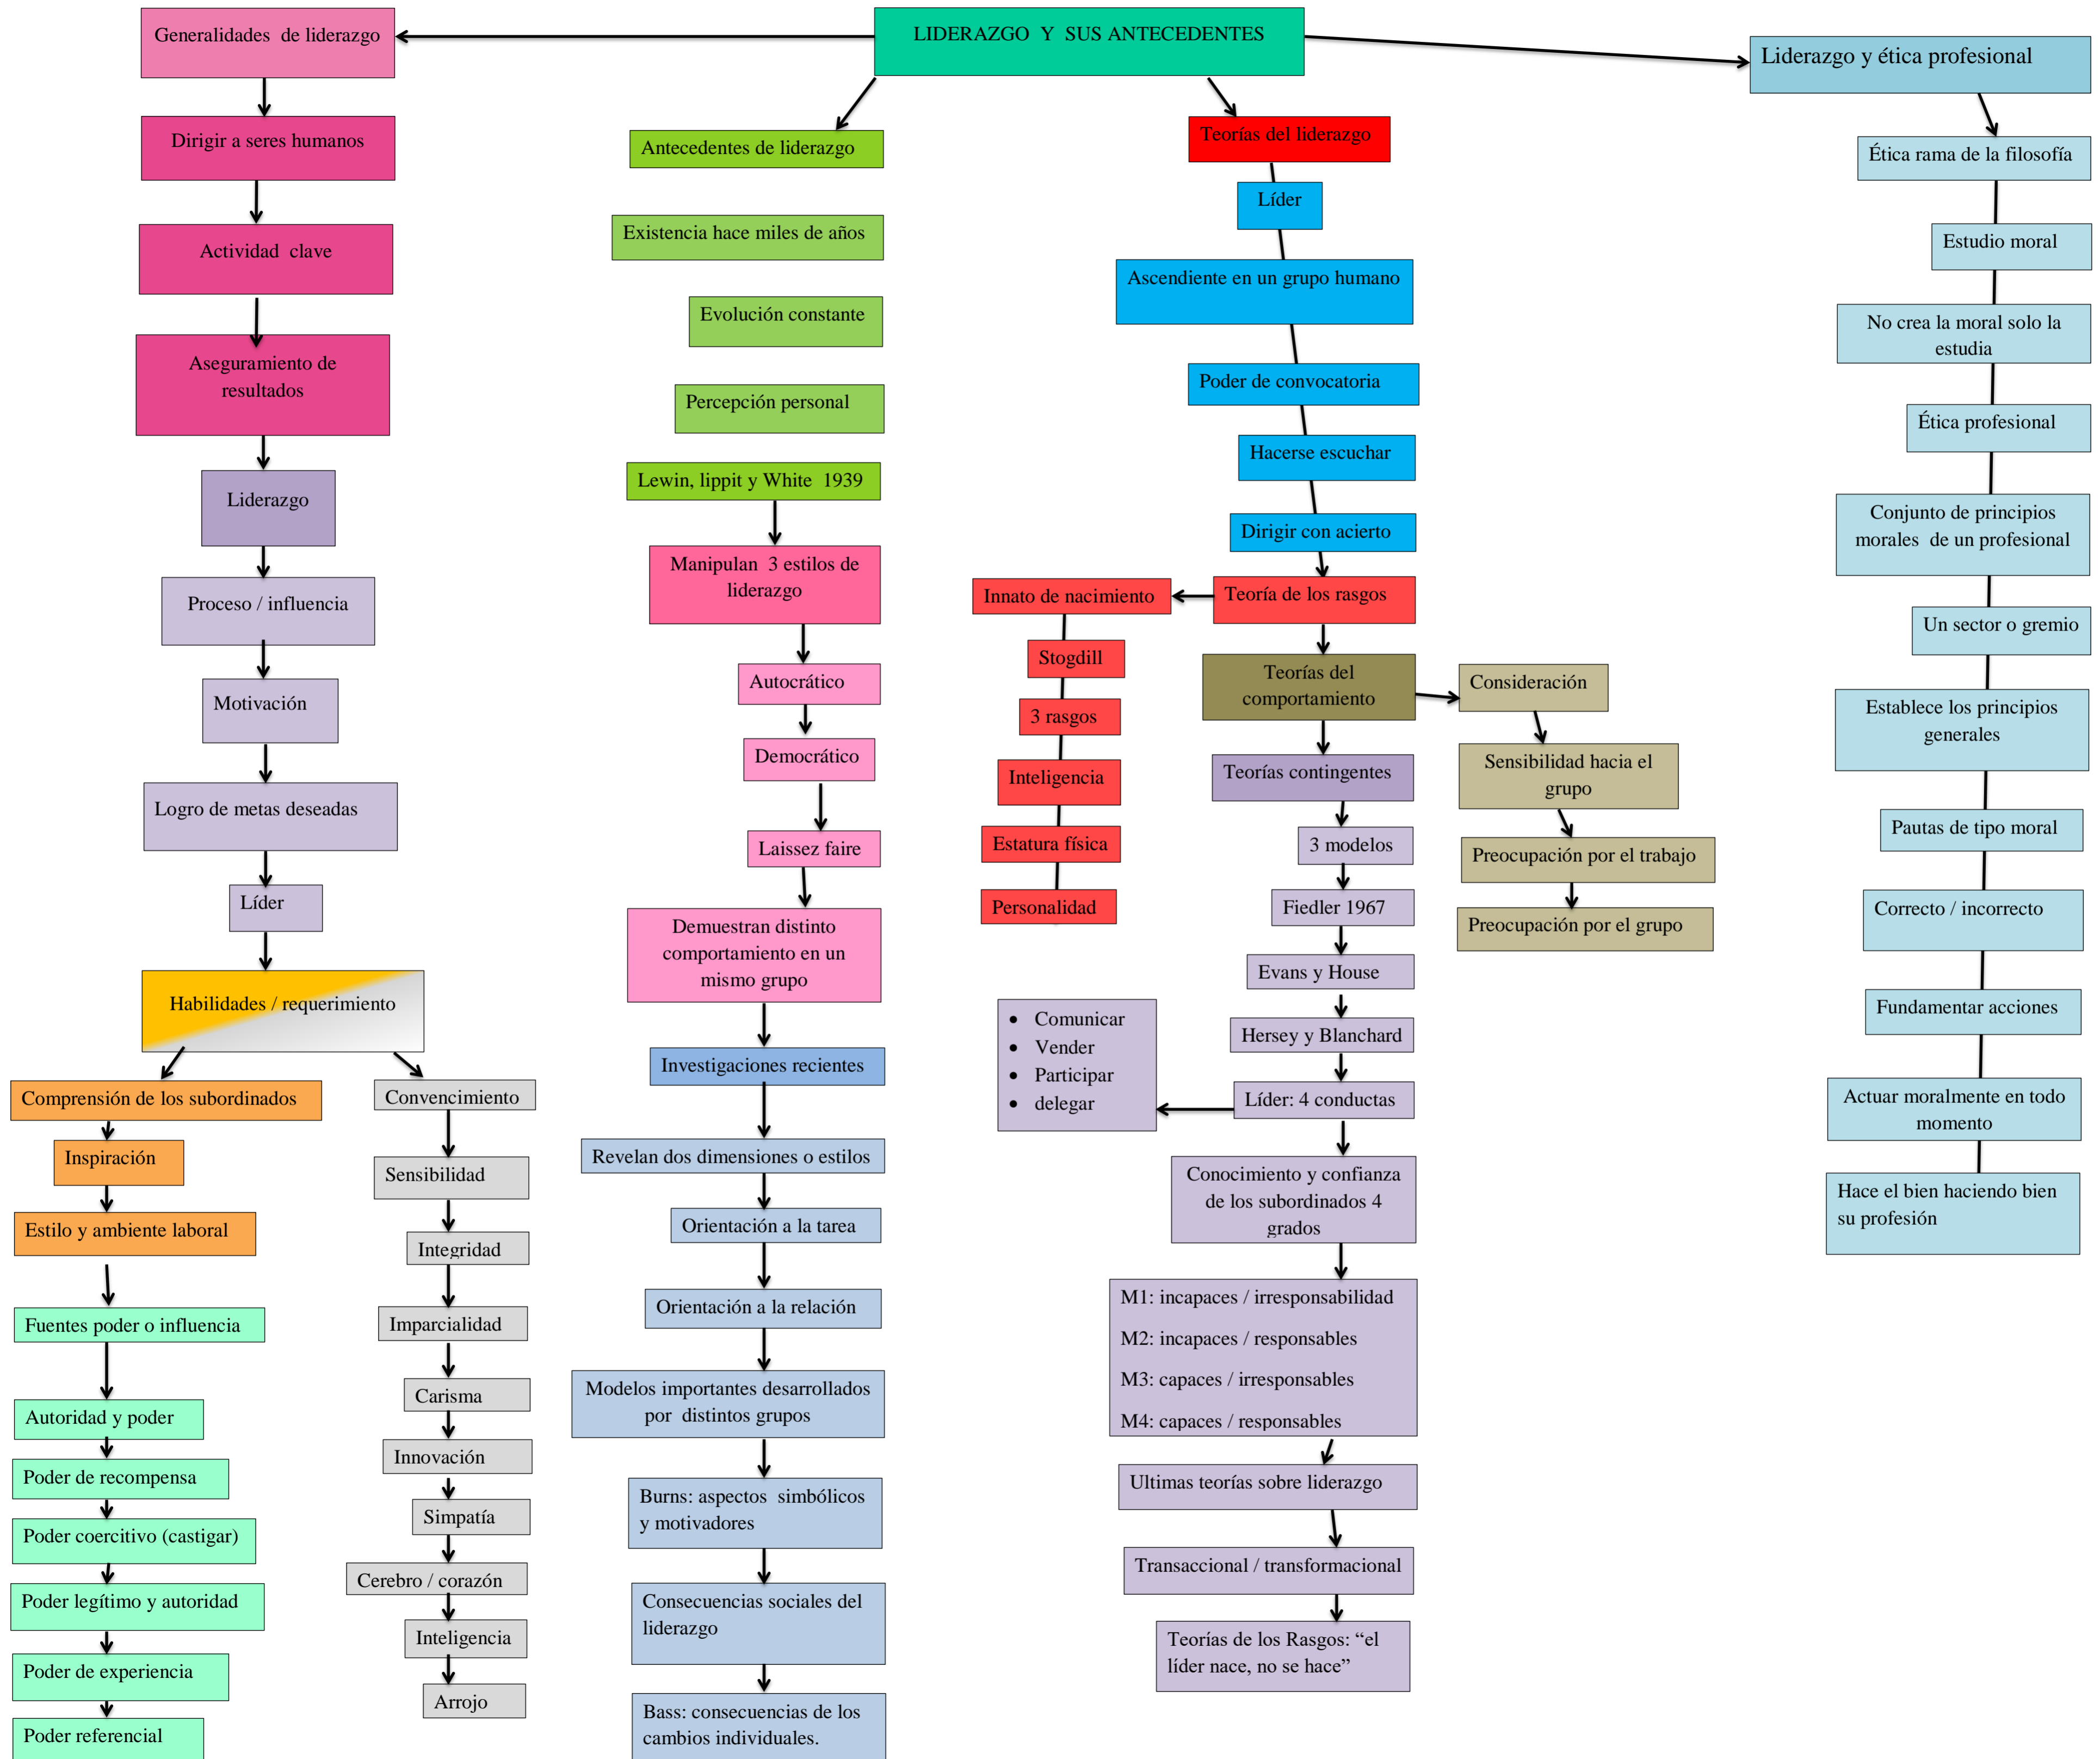 LIDERAZGO Y SUS ANTECEDENTES
Generalidades de liderazgo
Dirigir a seres humanos
Actividad clave
Aseguramiento de
resultados
Liderazgo
Proceso / influencia
Motivación
Logro de metas deseadas
Líder
Habilidades / requerimiento
Comprensión de los subordinados
Inspiración
Estilo y ambiente laboral
Fuentes poder o influencia
Autoridad y poder
Poder de recompensa
Poder coercitivo (castigar)
Poder legítimo y autoridad
Poder de experiencia
Poder referencial
Convencimiento
Sensibilidad
Integridad
Imparcialidad
Carisma
Innovación
Simpatía
Cerebro / corazón
Inteligencia
Arrojo
Antecedentes de liderazgo
Existencia hace miles de años
Evolución constante
Percepción personal
Lewin, lippit y White 1939
Manipulan 3 estilos de
liderazgo
Autocrático
Democrático
Laissez faire
Demuestran distinto
comportamiento en un
mismo grupo
Investigaciones recientes
Revelan dos dimensiones o estilos
Orientación a la tarea
Orientación a la relación
Modelos importantes desarrollados
por distintos grupos
Burns: aspectos simbólicos
y motivadores
Consecuencias sociales del
liderazgo
Bass: consecuencias de los
cambios individuales.
Teorías del liderazgo
Líder
Ascendiente en un grupo humano
Poder de convocatoria
Hacerse escuchar
Dirigir con acierto
Teoría de los rasgos
Innato de nacimiento
Stogdill
3 rasgos
Inteligencia
Estatura física
Personalidad
Teorías del
comportamiento
Consideración
Sensibilidad hacia el
grupo
Preocupación por el trabajo
Preocupación por el grupo
Teorías contingentes
3 modelos
Fiedler 1967
Evans y House
Hersey y Blanchard
Líder: 4 conductas
• Comunicar
• Vender
• Participar
• delegar
Conocimiento y confianza
de los subordinados 4
grados
M1: incapaces / irresponsabilidad
M2: incapaces / responsables
M3: capaces / irresponsables
M4: capaces / responsables
Ultimas teorías sobre liderazgo
Transaccional / transformacional
Teorías de los Rasgos: “el
líder nace, no se hace”
Liderazgo y ética profesional
Ética rama de la filosofía
Estudio moral
No crea la moral solo la
estudia
Ética profesional
Conjunto de principios
morales de un profesional
Un sector o gremio
Establece los principios
generales
Pautas de tipo moral
Correcto / incorrecto
Fundamentar acciones
Actuar moralmente en todo
momento
Hace el bien haciendo bien
su profesión